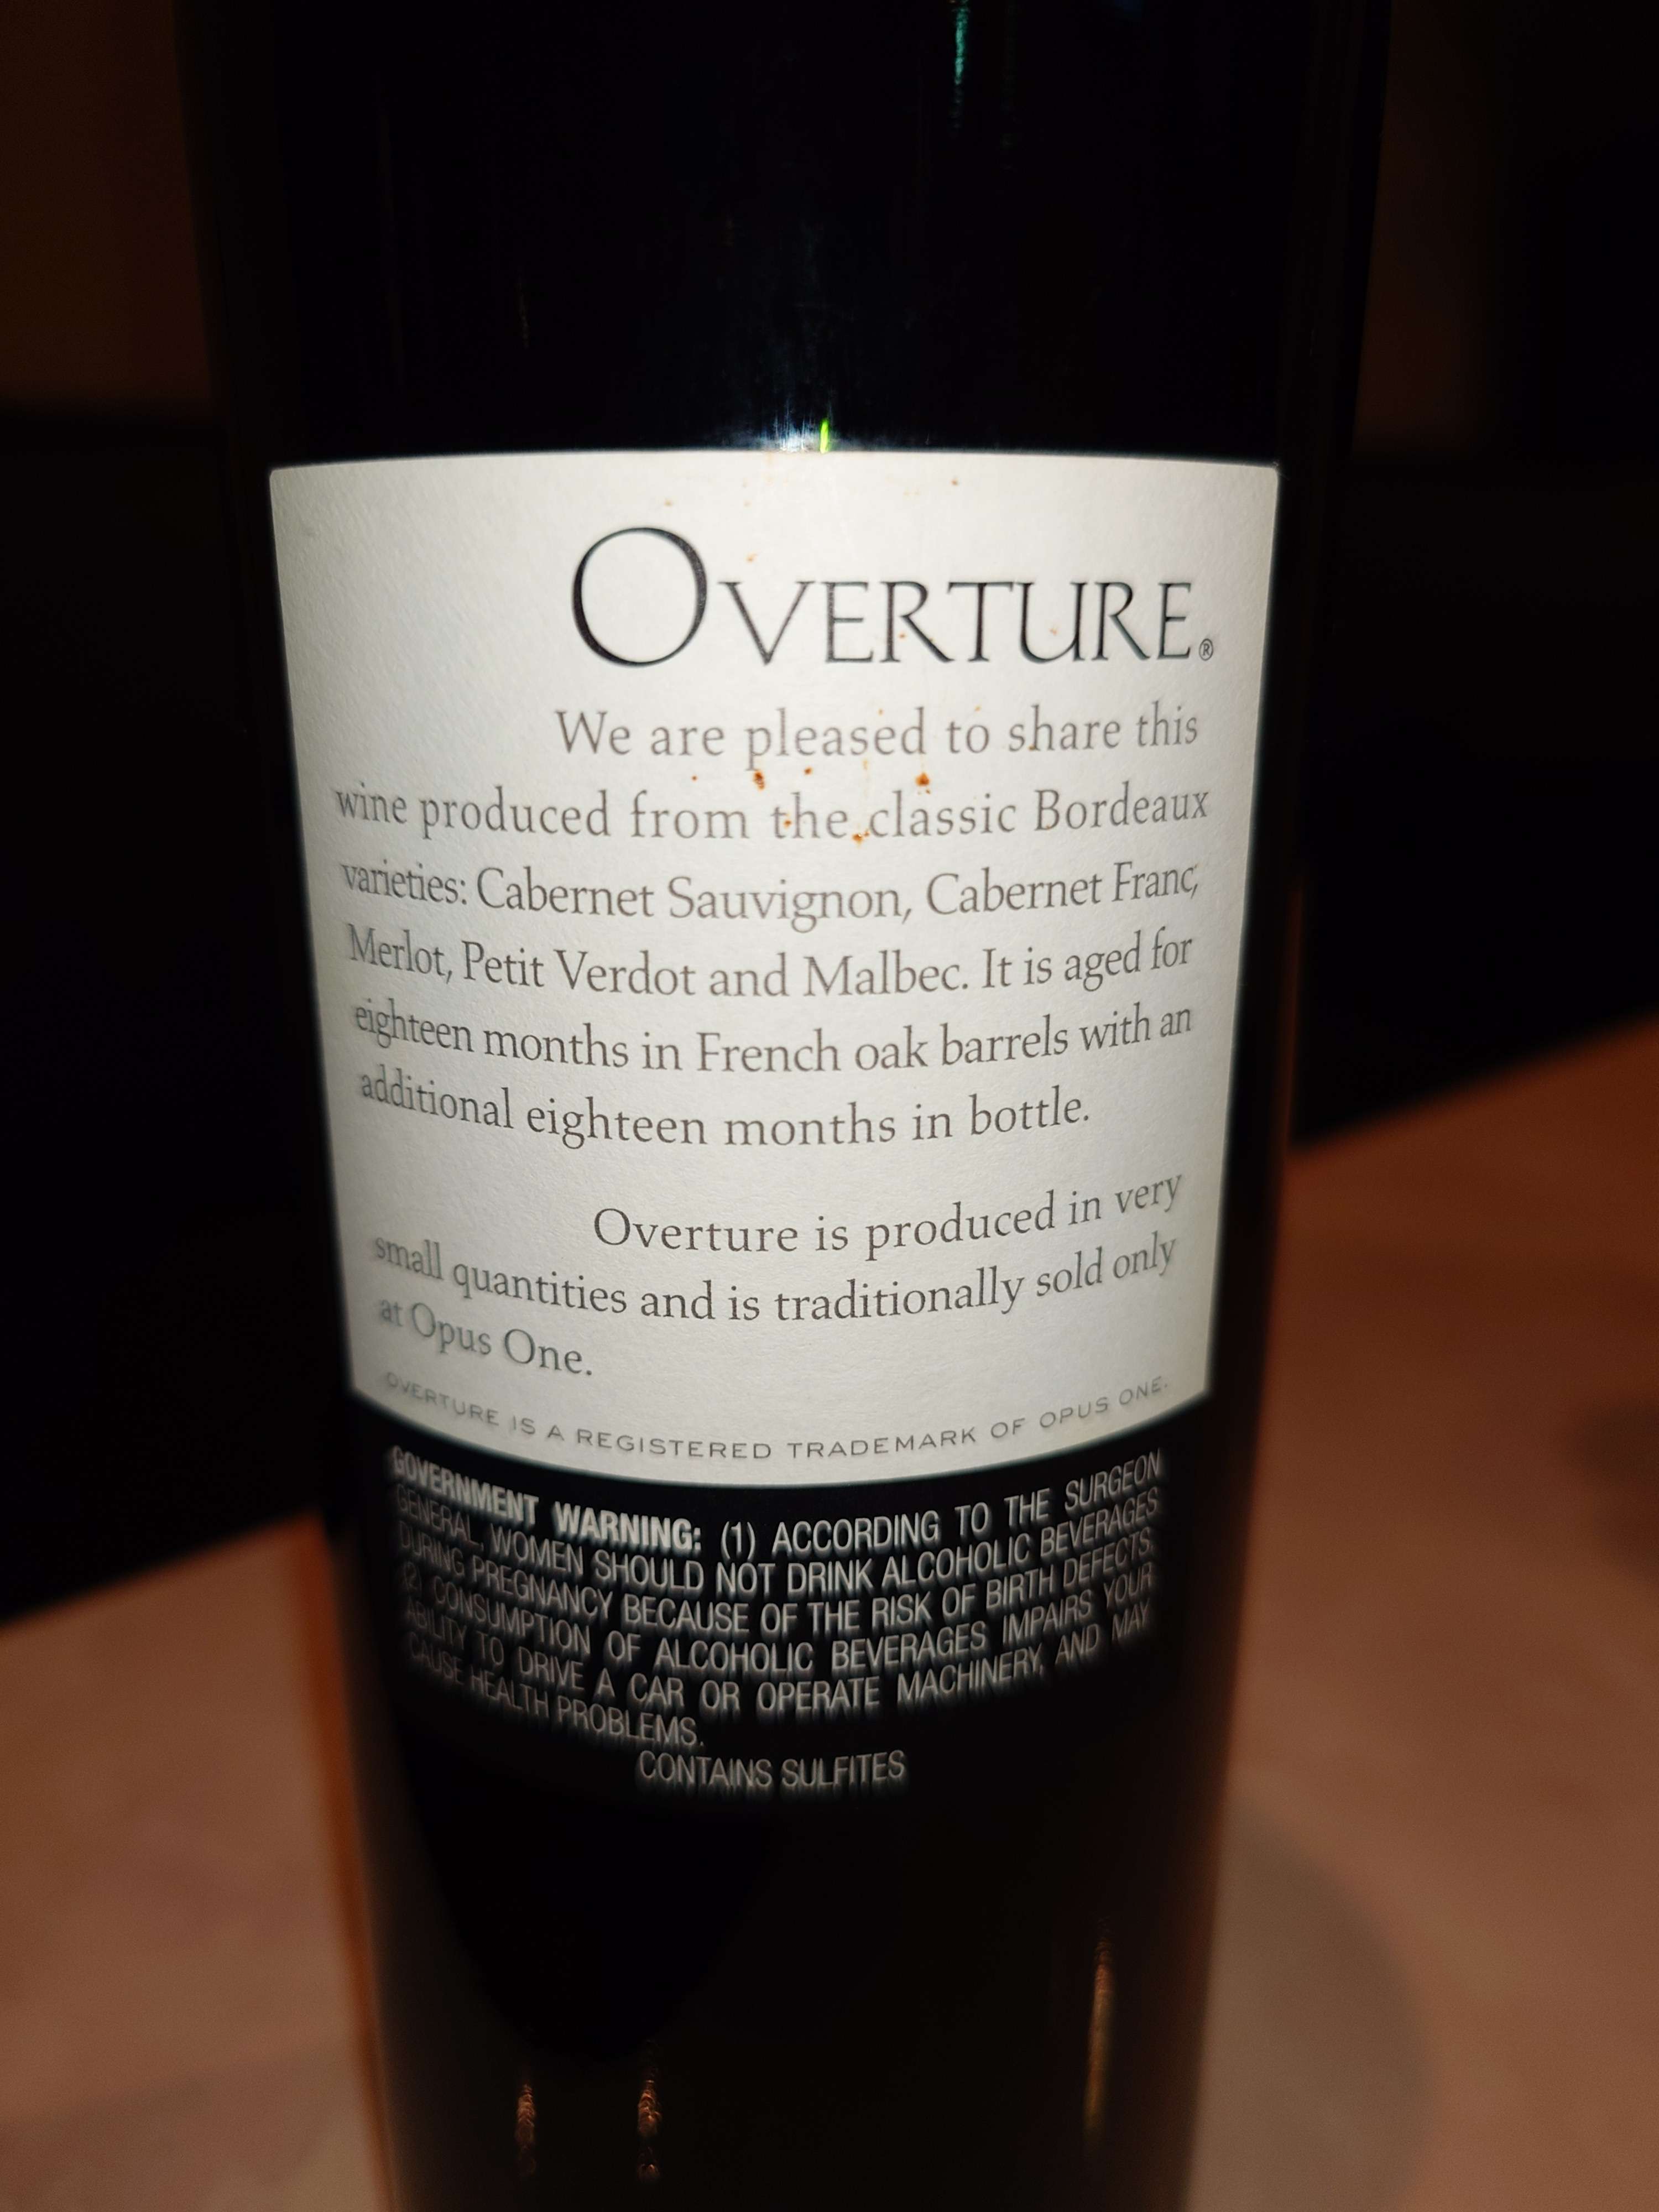 OVERTURE®
We are pleased to share this
wine produced from the classic Bordeaux
varieties: Cabernet Sauvignon, Cabernet Franc,
Merlot, Petit Verdot and Malbec. It is aged for
eighteen months in French oak barrels with an
additional eighteen months in bottle.
Overture is produced in very
small quantities and is traditionally sold only
at Opus One.
OVERTURE IS A REGISTERED TRADEMARK OF OPUS ONE.
GOVERNMENT WARNING: (1) ACCORDING TO THE SURGEON
GENERAL, WOMEN SHOULD NOT DRINK ALCOHOLIC BEVERAGES
DURING PREGNANCY BECAUSE OF THE RISK OF BIRTH DEFECTS.
(2) CONSUMPTION OF ALCOHOLIC BEVERAGES IMPAIRS YOUR
ABILITY TO DRIVE A CAR OR OPERATE MACHINERY, AND MAY
CAUSE HEALTH PROBLEMS.
CONTAINS SULFITES